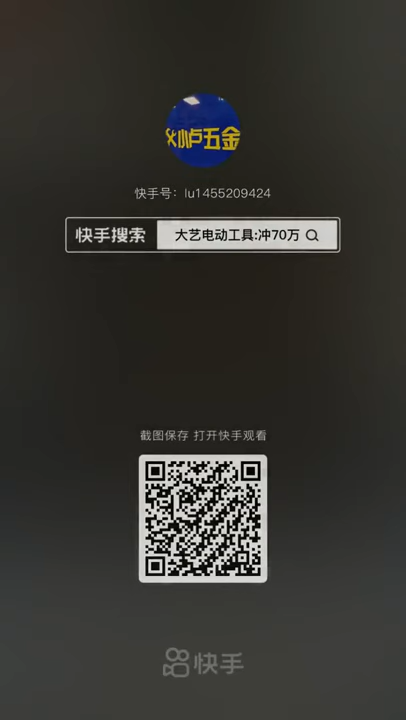 火炉五金
快手号：lu1455209424
快手搜索 大艺电动工具:冲70万
截图保存 打开快手观看
快手